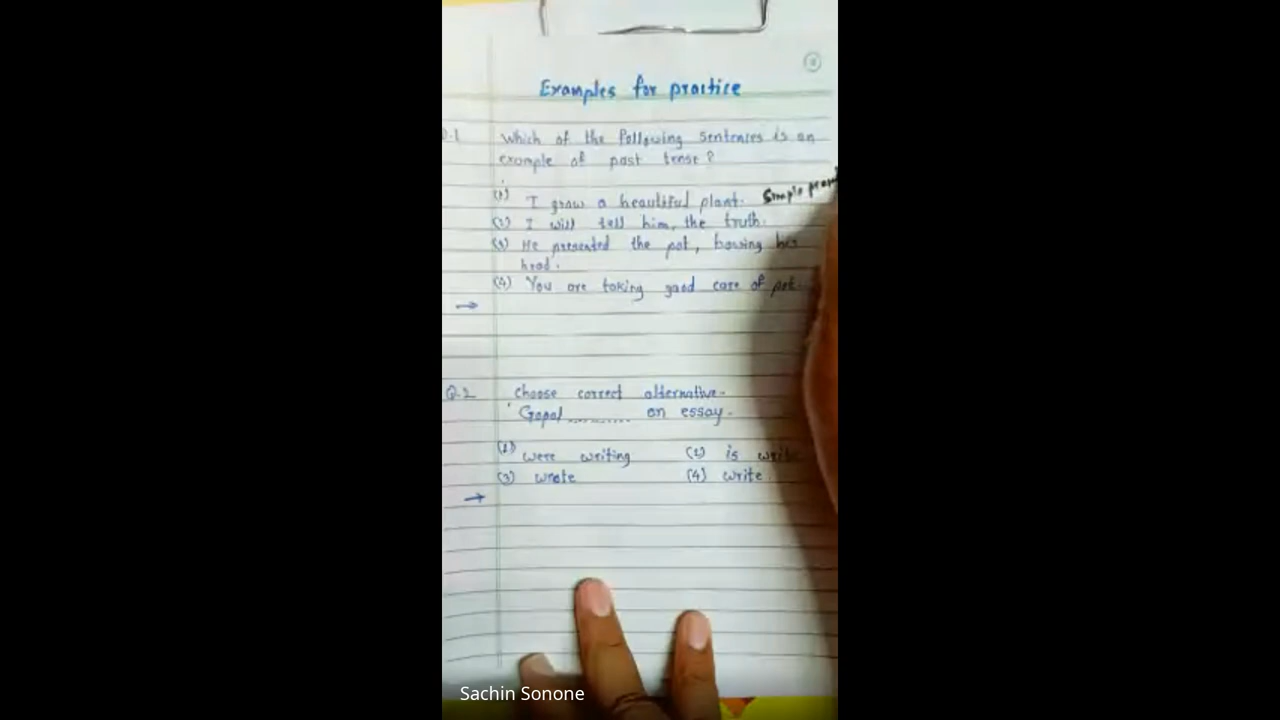 2
Examples for practice
Q.1 Which of the following sentences is an
example of past tense?
(1) I grow a beautiful plant. Simple
(2) I will tell him, the truth.
(3) He presented the pot, bowing his
head.
(4) You are taking good care of pet.
Q.2 Choose correct alternative-
Gopal ............ an essay.
(1) were writing (2) is write
(3) wrote (4) write.
Sachin Sonone